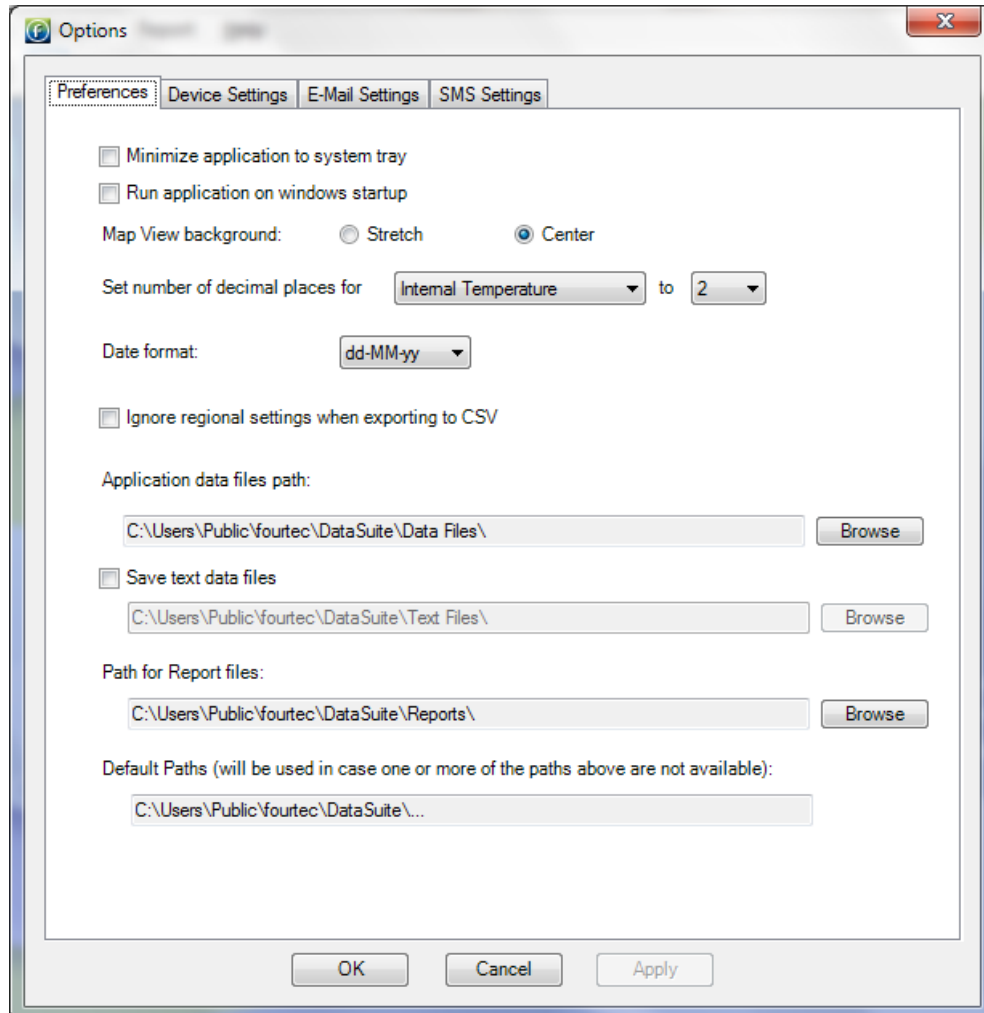 Options
Preferences Device Settings E-Mail Settings SMS Settings
Minimize application to system tray
Run application on windows startup
Map View background: Stretch Center
Set number of decimal places for Internal Temperature to 2
Date format: dd-MM-yy
Ignore regional settings when exporting to CSV
Application data files path:
C:\Users\Public\fourtec\DataSuite\Data Files\ Browse
Save text data files
C:\Users\Public\fourtec\DataSuite\Text Files\ Browse
Path for Report files:
C:\Users\Public\fourtec\DataSuite\Reports\ Browse
Default Paths (will be used in case one or more of the paths above are not available):
C:\Users\Public\fourtec\DataSuite\...
OK Cancel Apply